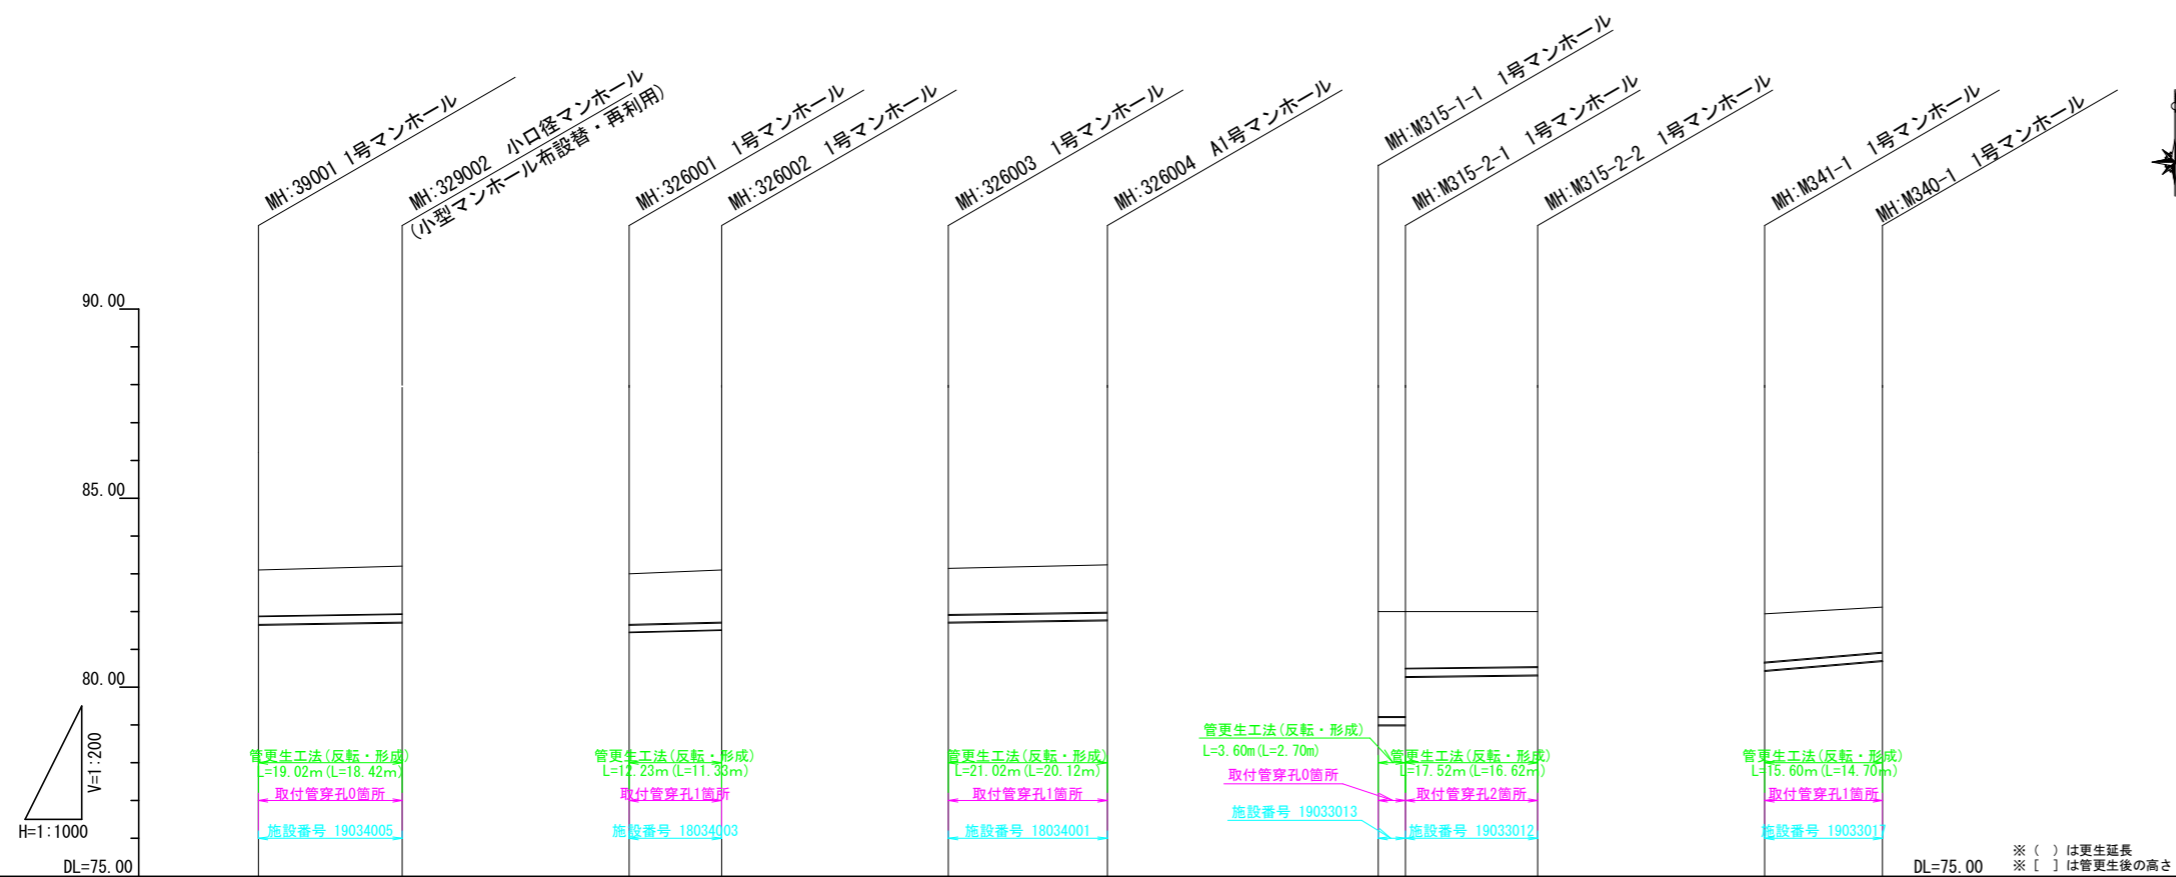 MH:39001 1号マンホール
MH:329002 小口径マンホール
(小型マンホール布設替・再利用)
MH:326001 1号マンホール
MH:326002 1号マンホール
MH:326003 1号マンホール
MH:326004 A1号マンホール
MH:M315-1-1 1号マンホール
MH:M315-2-1 1号マンホール
MH:M315-2-2 1号マンホール
MH:M341-1 1号マンホール
MH:M340-1 1号マンホール
90.00
85.00
80.00
V=1:200
H=1:1000
DL=75.00
管更生工法(反転・形成)
L=19.02m(L=18.42m)
取付管穿孔0箇所
施設番号 19034005
管更生工法(反転・形成)
L=12.23m(L=11.33m)
取付管穿孔1箇所
施設番号 18034003
管更生工法(反転・形成)
L=21.02m(L=20.12m)
取付管穿孔1箇所
施設番号 18034001
管更生工法(反転・形成)
L=3.60m(L=2.70m)
取付管穿孔0箇所
施設番号 19033013
管更生工法(反転・形成)
L=17.52m(L=16.62m)
取付管穿孔2箇所
施設番号 19033012
管更生工法(反転・形成)
L=15.60m(L=14.70m)
取付管穿孔1箇所
施設番号 19033017
DL=75.00
※( )は更生延長
※[ ]は管更生後の高さ